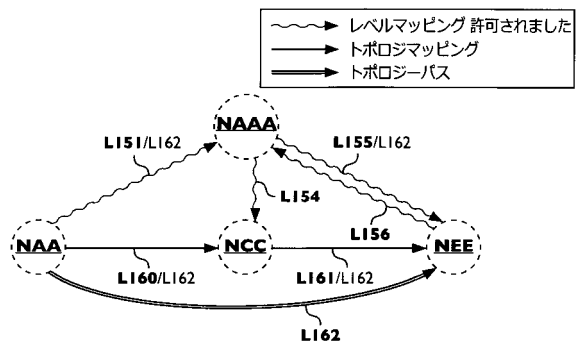 レベルマッピング 許可されました
トポロジマッピング
トポロジーパス
NAAA
L151/L162
L155/L162
L154
L156
NAA
NCC
NEE
L160/L162
L161/L162
L162